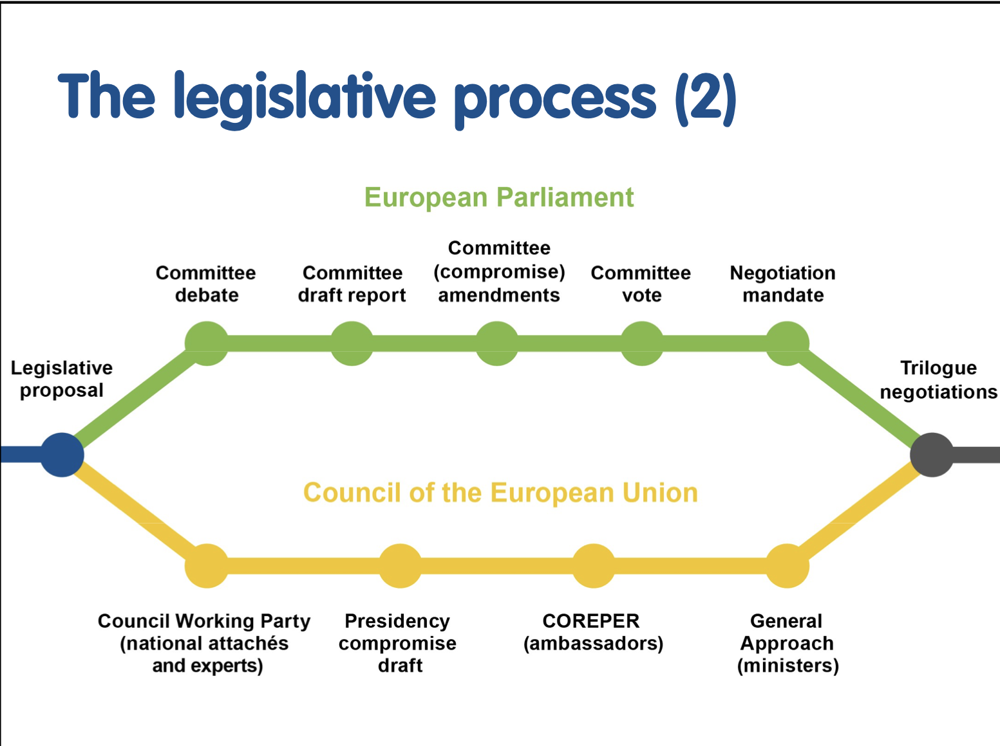 The legislative process (2)
European Parliament
Committee
debate
Committee
draft report
Committee
(compromise)
amendments
Committee
vote
Negotiation
mandate
Legislative
proposal
Trilogue
negotiations
Council of the European Union
Council Working Party
(national attachés
and experts)
Presidency
compromise
draft
COREPER
(ambassadors)
General
Approach
(ministers)